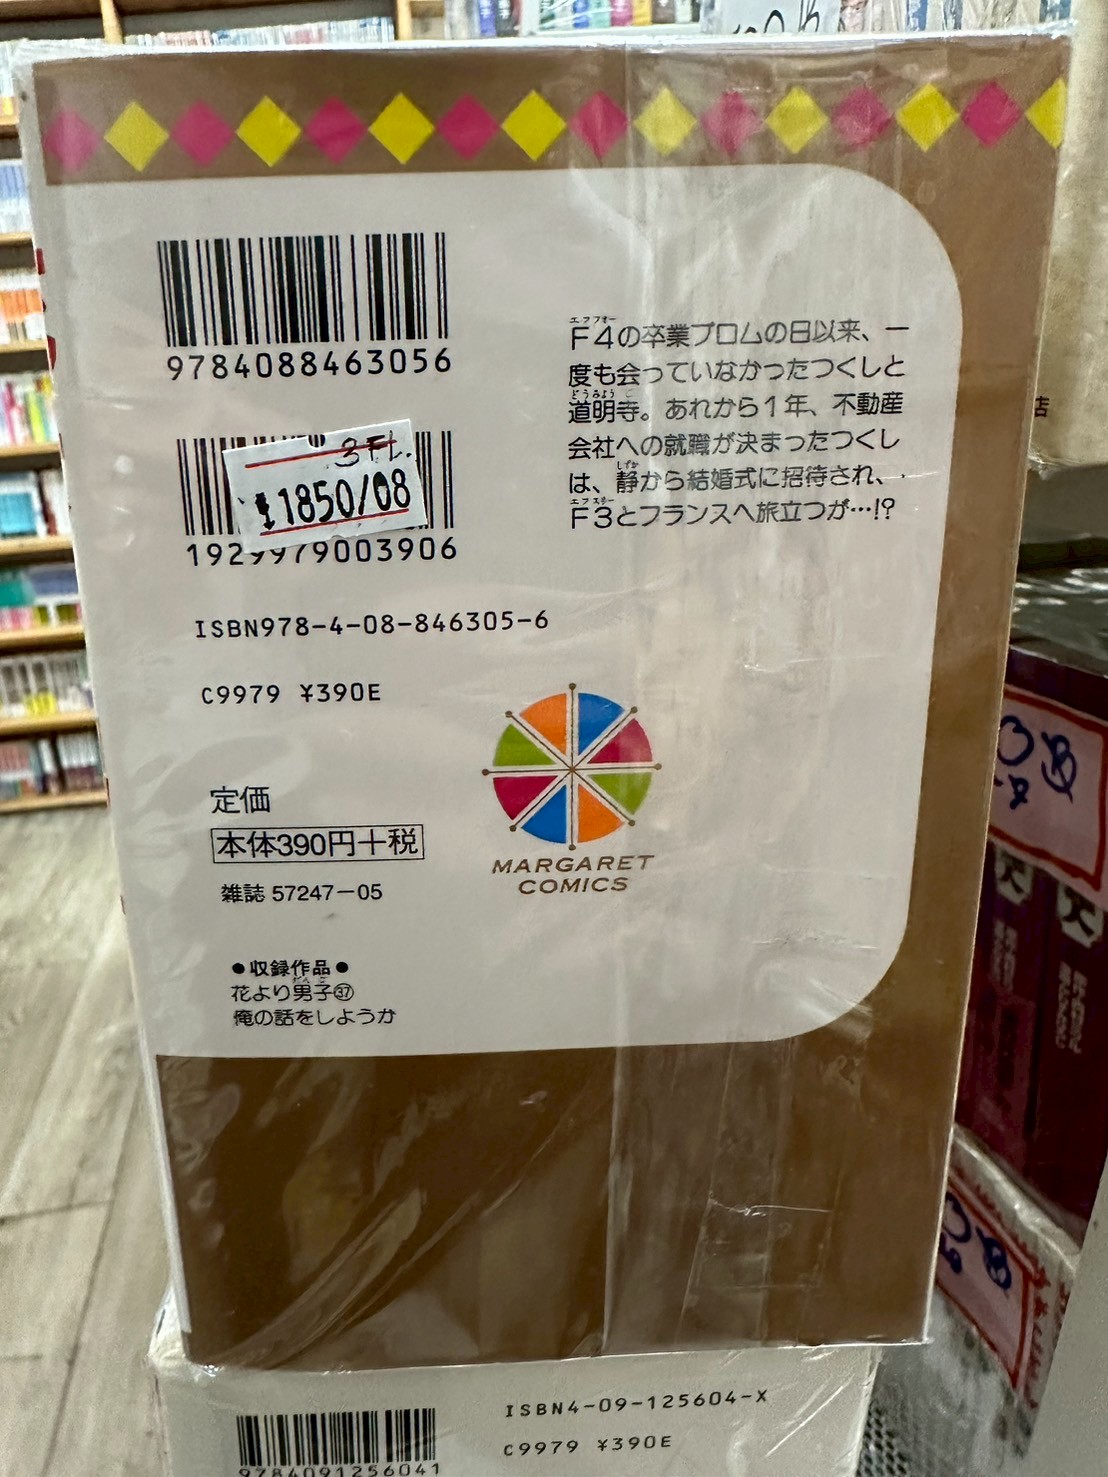 9784088463056
3FL.
¥1850/08
1929979003906
ISBN978-4-08-846305-6
C9979 ¥390E
定価
本体390円+税
雑誌 57247-05
●収録作品●
だんご
花より男子㊲
俺の話をしようか
エフフォー
F4の卒業プロムの日以来、一
度も会っていなかったつくしと
どうみょうじ
道明寺。あれから1年、不動産
会社への就職が決まったつくし
しずか
は、静から結婚式に招待され、
エフスリー
F3とフランスへ旅立つが…!?
MARGARET
COMICS
店
ISBN4-09-125604-X
C9979 ¥390E
9784091256041